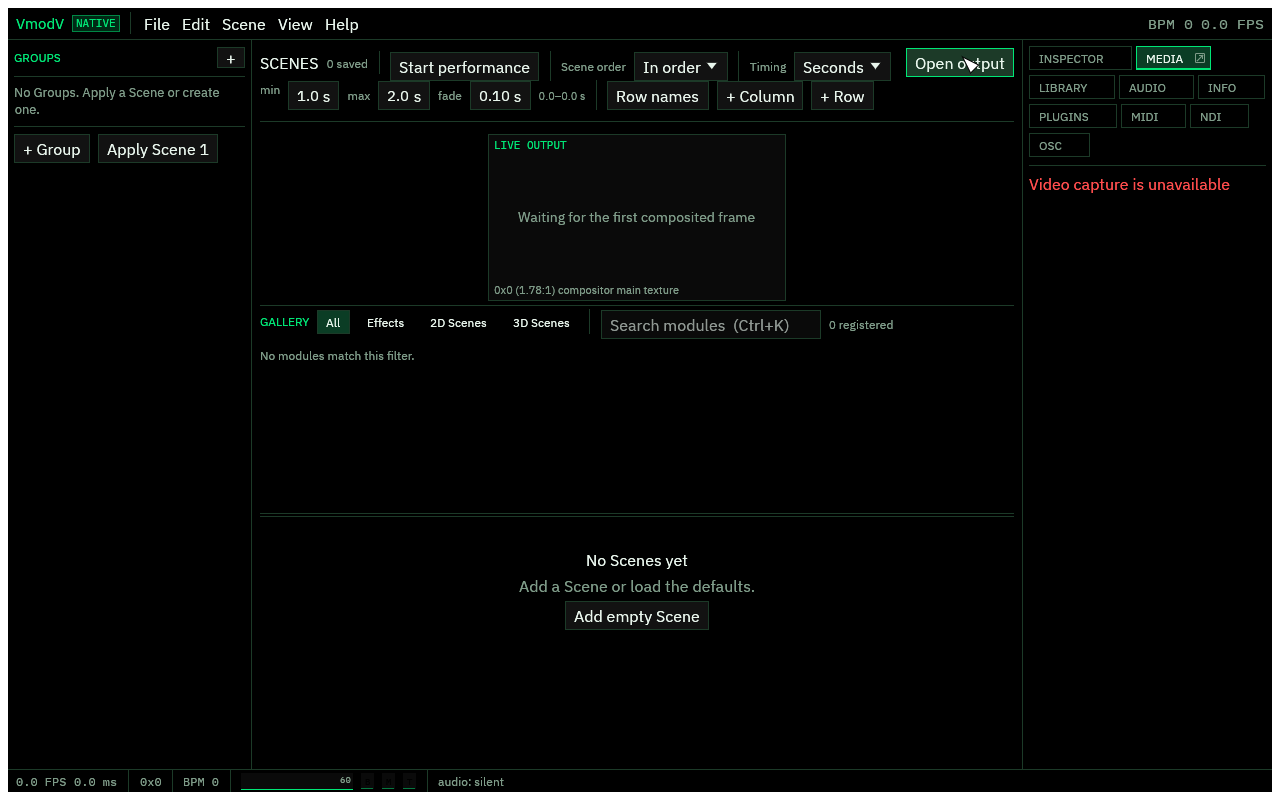 VmodV NATIVE File Edit Scene View Help BPM 0 0.0 FPS
GROUPS +
No Groups. Apply a Scene or create
one.
+ Group Apply Scene 1
SCENES 0 saved Start performance Scene order In order Timing Seconds Open output
min 1.0 s max 2.0 s fade 0.10 s 0.0–0.0 s Row names + Column + Row
LIVE OUTPUT
Waiting for the first composited frame
0x0 (1.78:1) compositor main texture
GALLERY All Effects 2D Scenes 3D Scenes Search modules (Ctrl+K) 0 registered
No modules match this filter.
No Scenes yet
Add a Scene or load the defaults.
Add empty Scene
INSPECTOR MEDIA
LIBRARY AUDIO INFO
PLUGINS MIDI NDI
OSC
Video capture is unavailable
0.0 FPS 0.0 ms 0x0 BPM 0 60 audio: silent